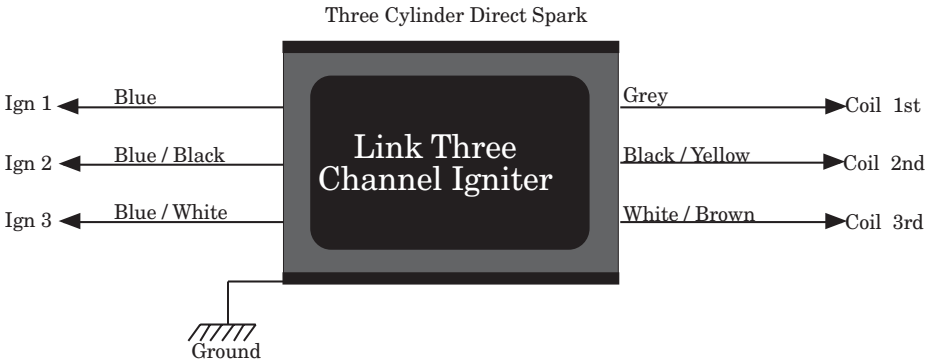 Three Cylinder Direct Spark
Ign 1
Blue
Grey
Coil 1st
Ign 2
Blue / Black
Link Three
Channel Igniter
Black / Yellow
Coil 2nd
Ign 3
Blue / White
White / Brown
Coil 3rd
Ground